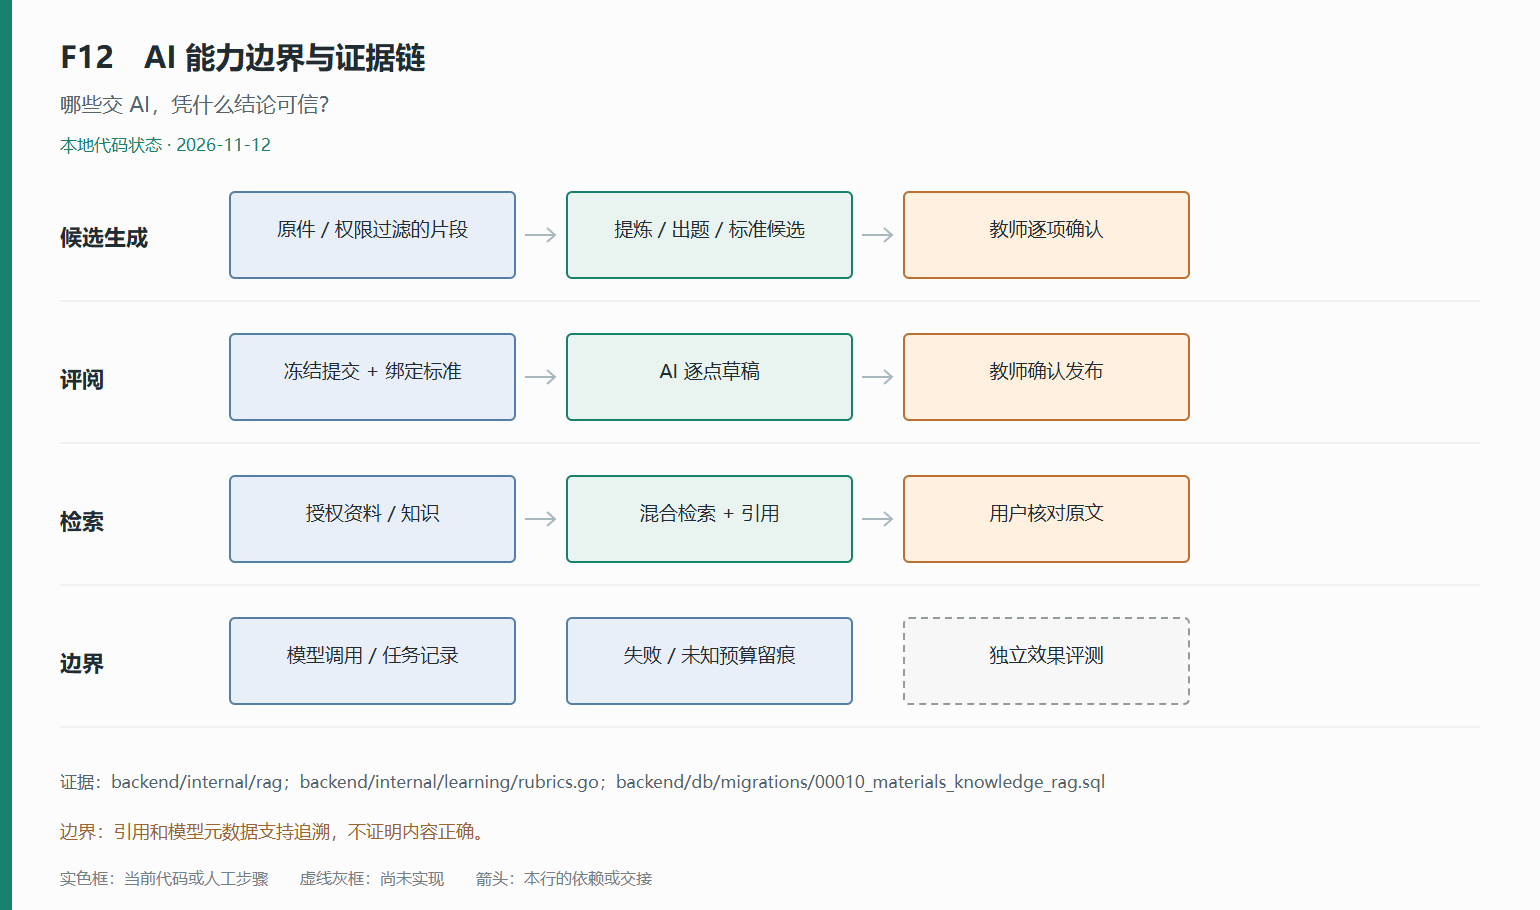 F12 AI 能力边界与证据链
哪些交 AI，凭什么结论可信？
本地代码状态 · 2026-11-12
候选生成
原件 / 权限过滤的片段
提炼 / 出题 / 标准候选
教师逐项确认
评阅
冻结提交 + 绑定标准
AI 逐点草稿
教师确认发布
检索
授权资料 / 知识
混合检索 + 引用
用户核对原文
边界
模型调用 / 任务记录
失败 / 未知预算留痕
独立效果评测
证据：backend/internal/rag；backend/internal/learning/rubrics.go；backend/db/migrations/00010_materials_knowledge_rag.sql
边界：引用和模型元数据支持追溯，不证明内容正确。
实色框：当前代码或人工步骤 虚线灰框：尚未实现 箭头：本行的依赖或交接